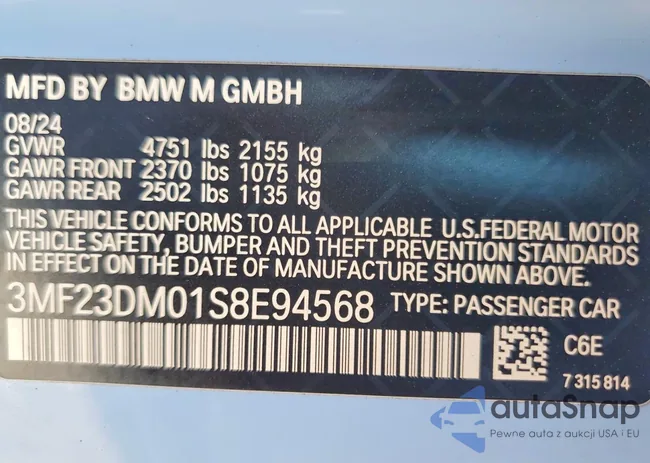 MFD BY BMW M GMBH
08/24
GVWR 4751 lbs 2155 kg
GAWR FRONT 2370 lbs 1075 kg
GAWR REAR 2502 lbs 1135 kg
THIS VEHICLE CONFORMS TO ALL APPLICABLE U.S.FEDERAL MOTOR
VEHICLE SAFETY, BUMPER AND THEFT PREVENTION STANDARDS
IN EFFECT ON THE DATE OF MANUFACTURE SHOWN ABOVE.
3MF23DM01S8E94568 TYPE: PASSENGER CAR
C6E
7 315 814
autoSnap
Pewne auta z aukcji USA i EU